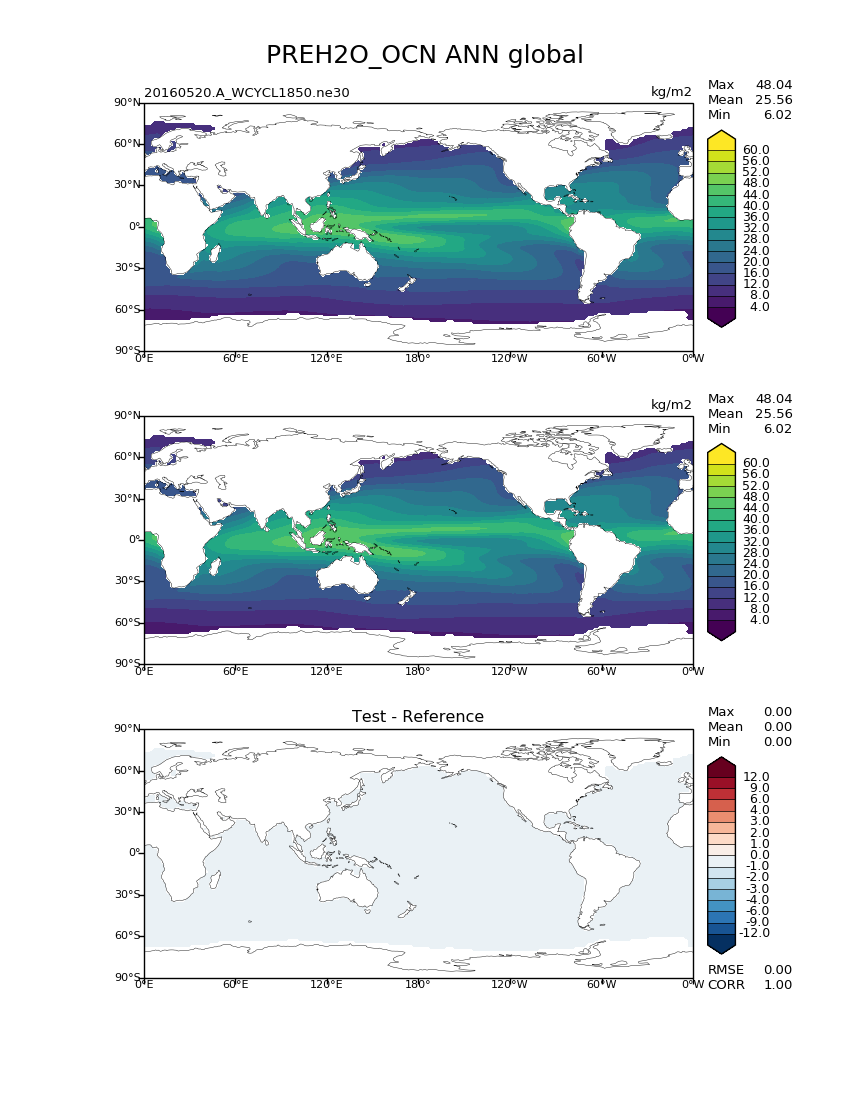 PREH2O_OCN ANN global
20160520.A_WCYCL1850.ne30 kg/m2
Max 48.04
Mean 25.56
Min 6.02
90°N
60°N
30°N
0°
30°S
60°S
90°S
0°E 60°E 120°E 180° 120°W 60°W 0°W
60.0
56.0
52.0
48.0
44.0
40.0
36.0
32.0
28.0
24.0
20.0
16.0
12.0
8.0
4.0
kg/m2
Max 48.04
Mean 25.56
Min 6.02
90°N
60°N
30°N
0°
30°S
60°S
90°S
0°E 60°E 120°E 180° 120°W 60°W 0°W
60.0
56.0
52.0
48.0
44.0
40.0
36.0
32.0
28.0
24.0
20.0
16.0
12.0
8.0
4.0
Test - Reference
Max 0.00
Mean 0.00
Min 0.00
90°N
60°N
30°N
0°
30°S
60°S
90°S
0°E 60°E 120°E 180° 120°W 60°W 0°W
12.0
9.0
6.0
4.0
3.0
2.0
1.0
0.0
-1.0
-2.0
-3.0
-4.0
-6.0
-9.0
-12.0
RMSE 0.00
CORR 1.00